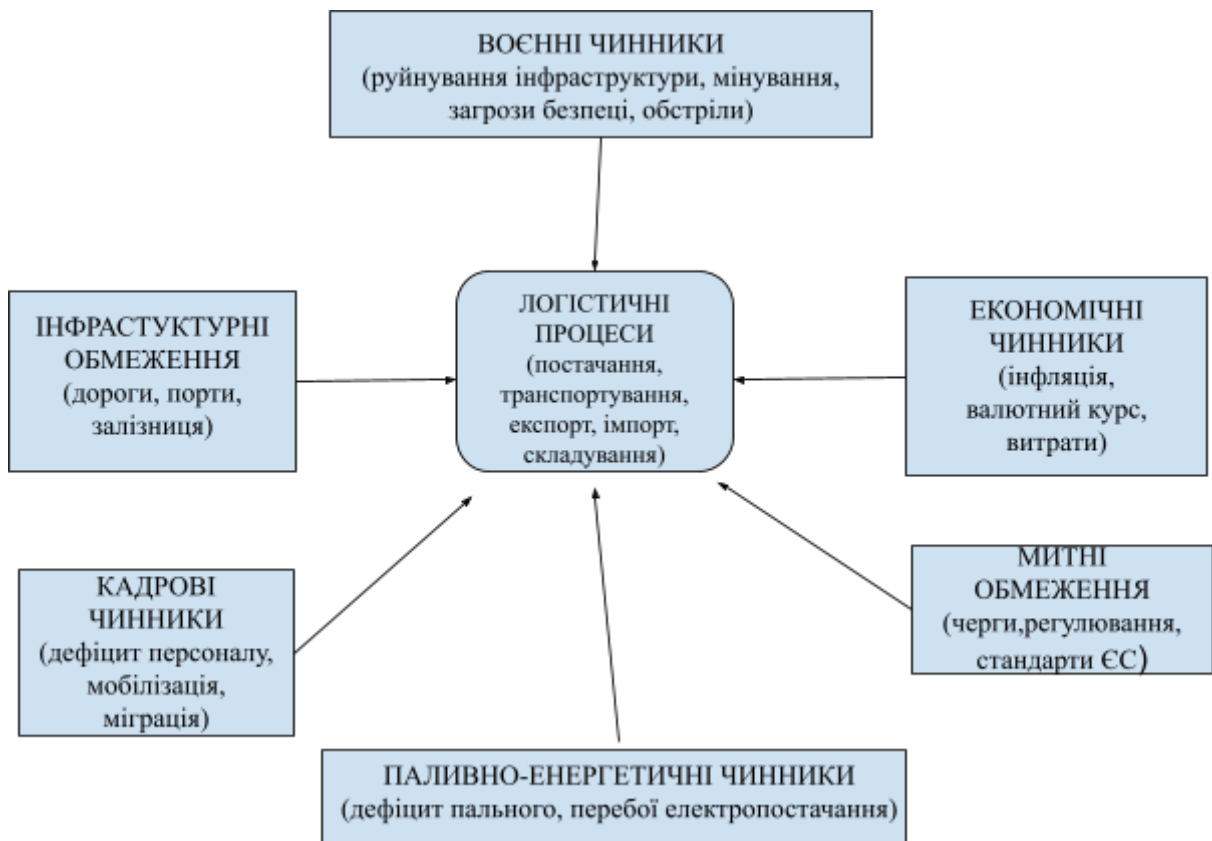 ВОЄННІ ЧИННИКИ
(руйнування інфраструктури, мінування,
загрози безпеці, обстріли)
ІНФРАСТУКТУРНІ
ОБМЕЖЕННЯ
(дороги, порти,
залізниця)
ЛОГІСТИЧНІ
ПРОЦЕСИ
(постачання,
транспортування,
експорт, імпорт,
складування)
ЕКОНОМІЧНІ
ЧИННИКИ
(інфляція,
валютний курс,
витрати)
КАДРОВІ
ЧИННИКИ
(дефіцит персоналу,
мобілізація,
міграція)
МИТНІ
ОБМЕЖЕННЯ
(черги,регулювання,
стандарти ЄС)
ПАЛИВНО-ЕНЕРГЕТИЧНІ ЧИННИКИ
(дефіцит пального, перебої електропостачання)